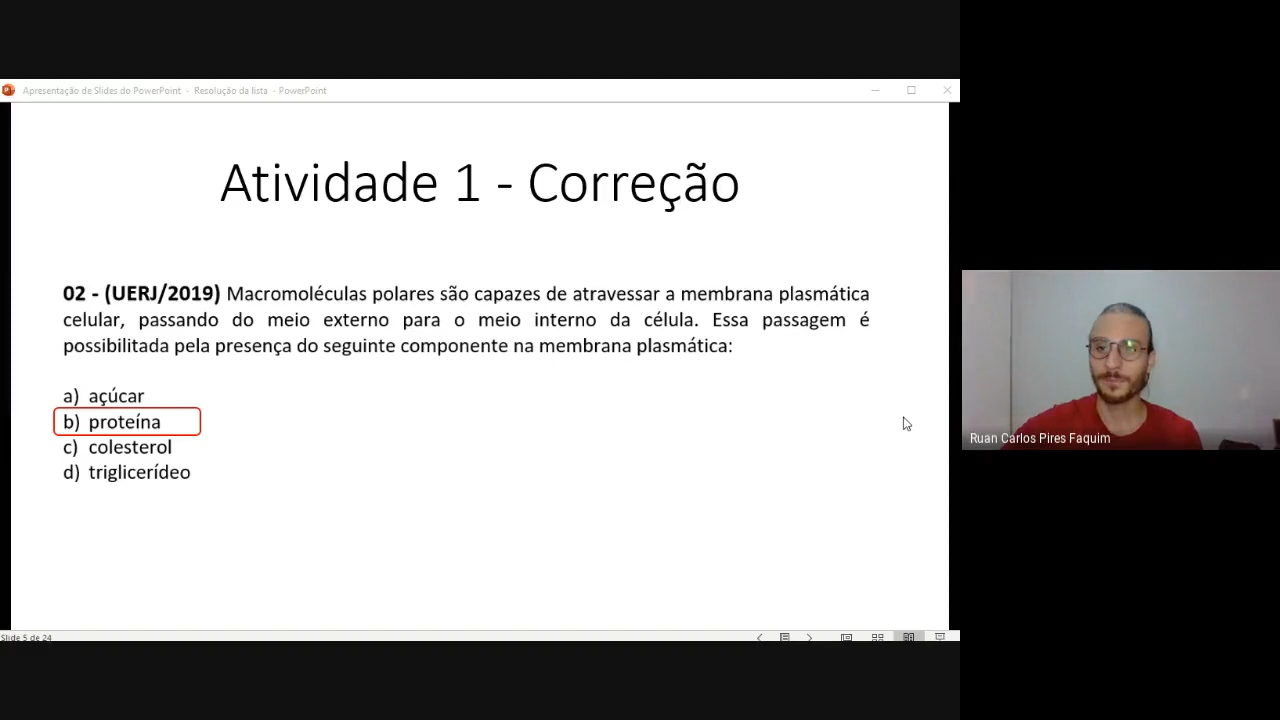 Apresentação de Slides do PowerPoint - Resolução da lista - PowerPoint
Atividade 1 - Correção
02 - (UERJ/2019) Macromoléculas polares são capazes de atravessar a membrana plasmática
celular, passando do meio externo para o meio interno da célula. Essa passagem é
possibilitada pela presença do seguinte componente na membrana plasmática:
a) açúcar
b) proteína
c) colesterol
d) triglicerídeo
Ruan Carlos Pires Faquim
Slide 5 de 24